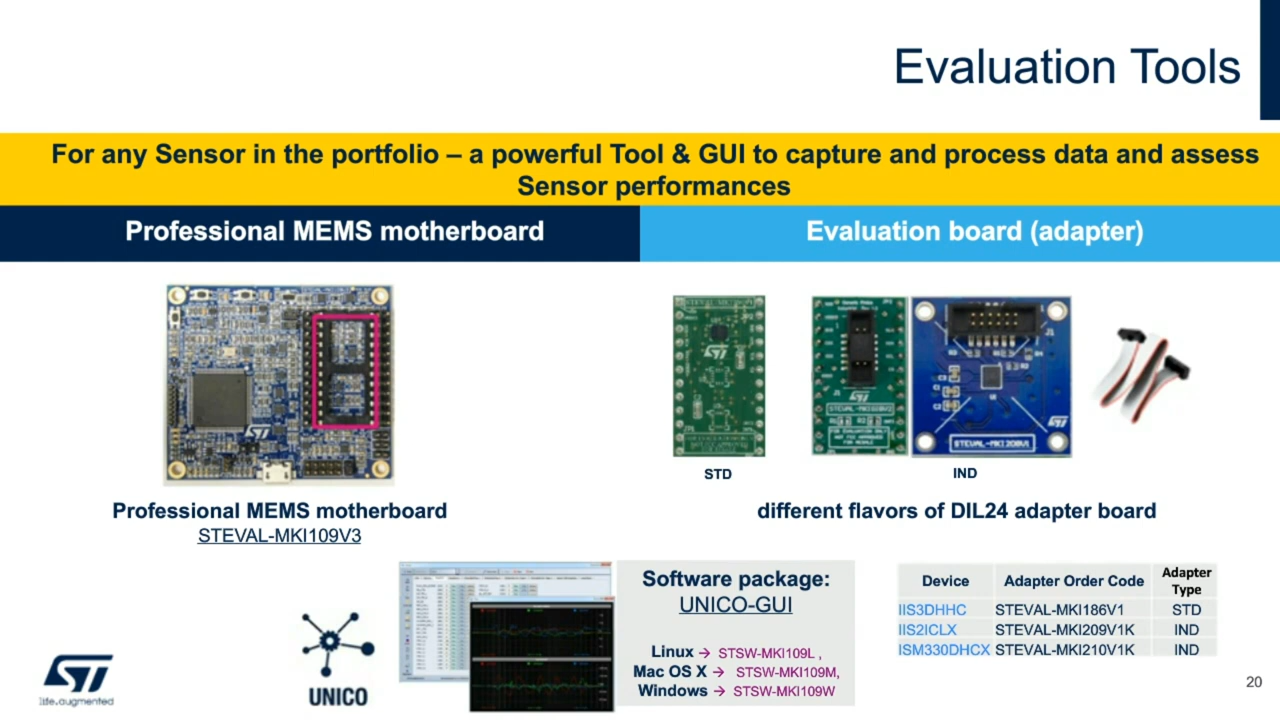 Evaluation Tools
For any Sensor in the portfolio – a powerful Tool & GUI to capture and process data and assess
Sensor performances
Professional MEMS motherboard
Evaluation board (adapter)
STD
IND
Professional MEMS motherboard
STEVAL-MKI109V3
different flavors of DIL24 adapter board
Software package:
UNICO-GUI
Linux → STSW-MKI109L ,
Mac OS X → STSW-MKI109M,
Windows → STSW-MKI109W
UNICO
Device Adapter Order Code Adapter Type
IIS3DHHC STEVAL-MKI186V1 STD
IIS2ICLX STEVAL-MKI209V1K IND
ISM330DHCX STEVAL-MKI210V1K IND
ST
life.augmented
20